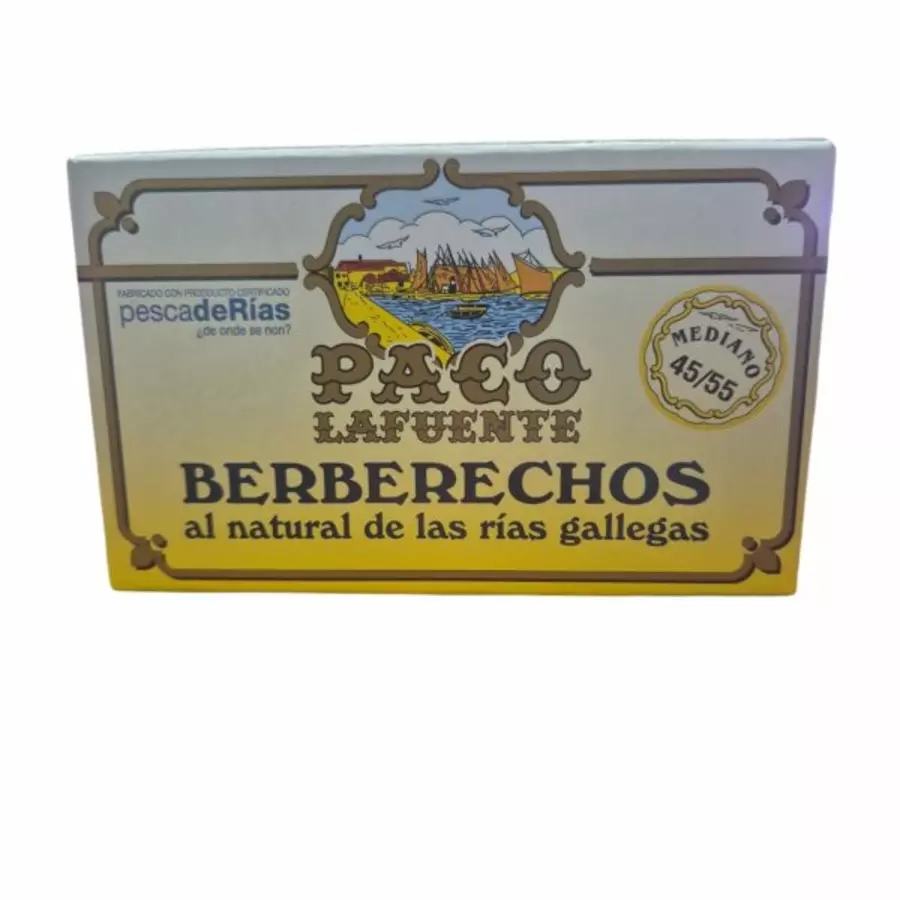 FABRICADO CON PRODUCTO CERTIFICADO
pescadeRías
¿de onde se non?
MEDIANO
45/55
PACO
LAFUENTE
BERBERECHOS
al natural de las rías gallegas